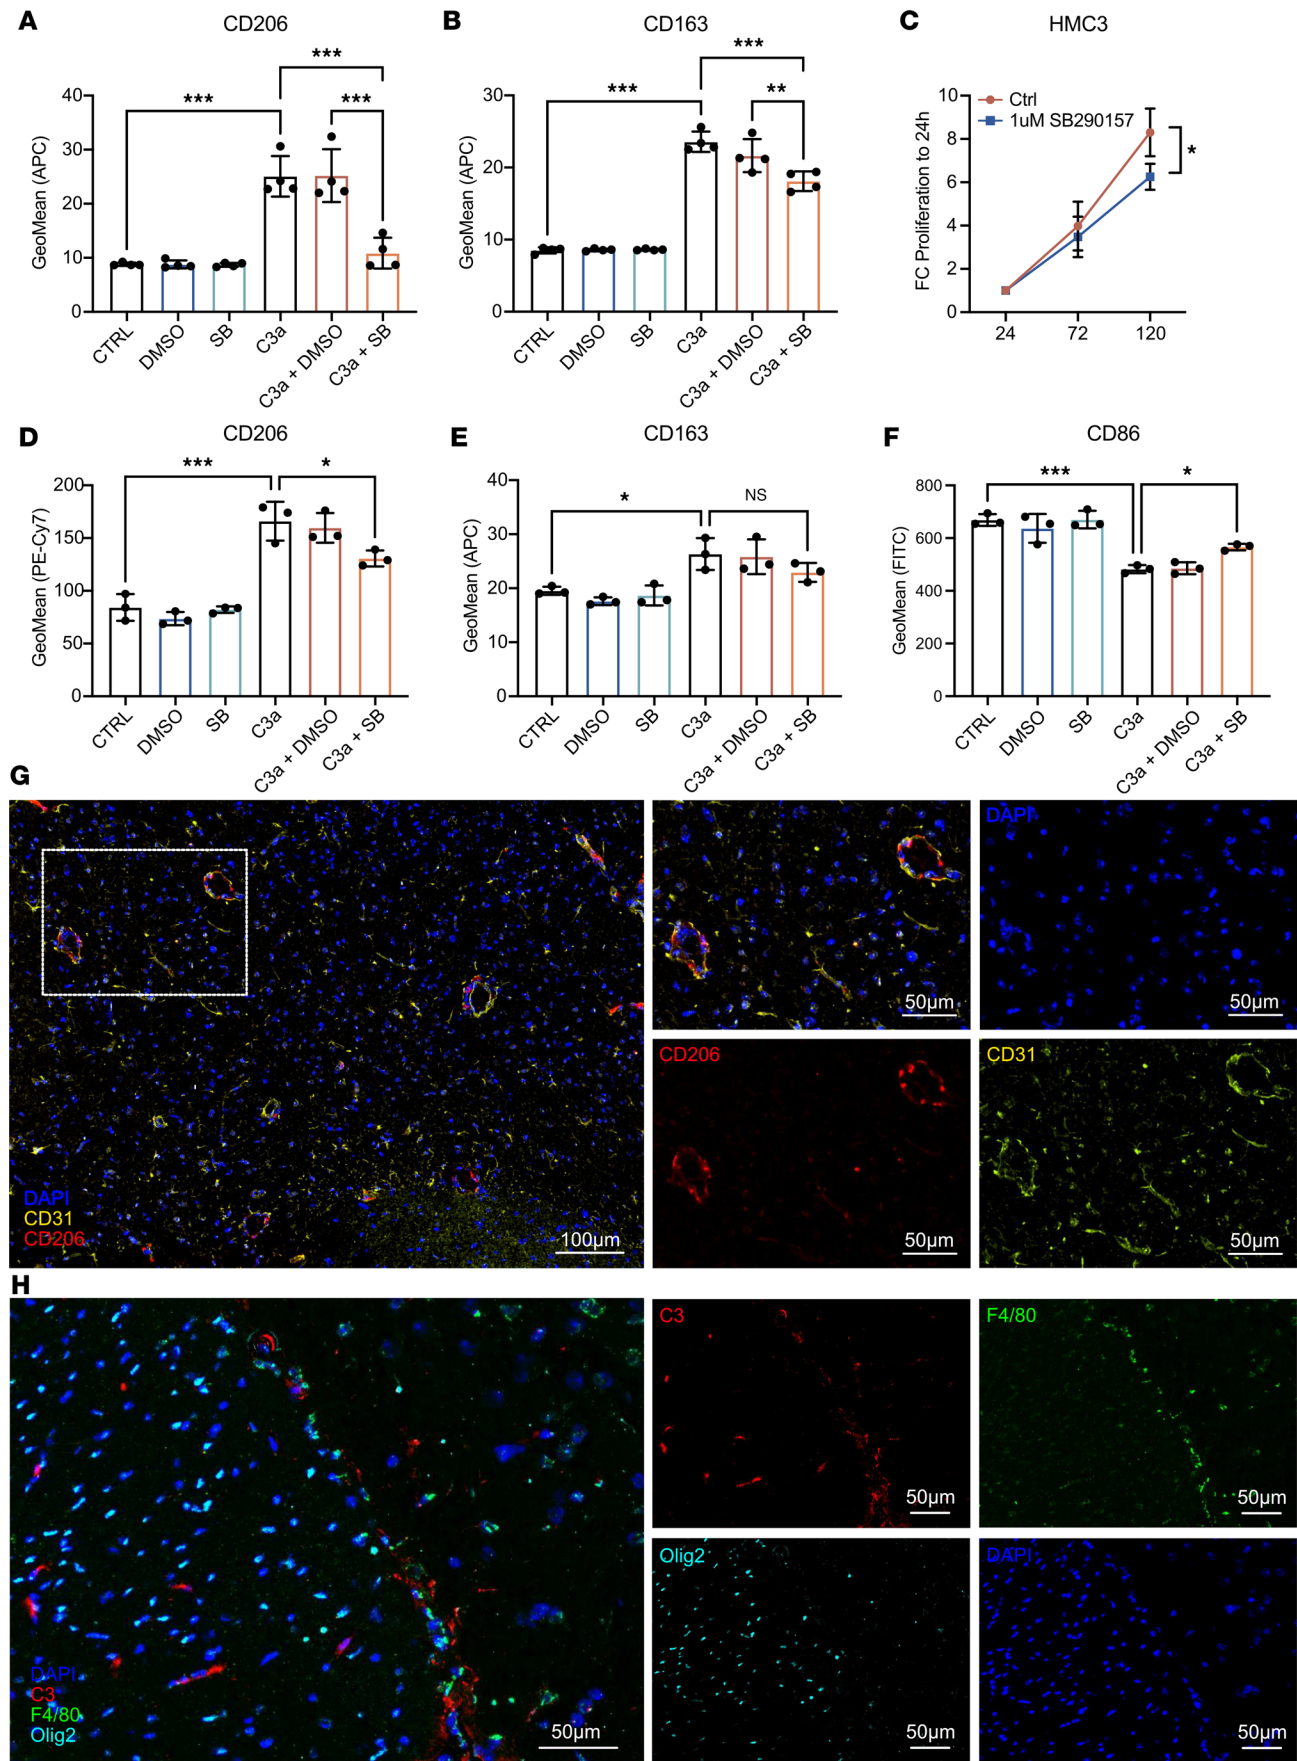 A
CD206
GeoMean (APC)
40
30
20
10
0
***
***
***
CTRL
DMSO
SB
C3a
C3a + DMSO
C3a + SB
B
CD163
GeoMean (APC)
30
20
10
0
***
***
**
CTRL
DMSO
SB
C3a
C3a + DMSO
C3a + SB
C
HMC3
FC Proliferation to 24h
10
8
6
4
2
0
Ctrl
1uM SB290157
*
24
72
120
D
CD206
GeoMean (PE-Cy7)
200
150
100
50
0
***
*
CTRL
DMSO
SB
C3a
C3a + DMSO
C3a + SB
E
CD163
GeoMean (APC)
40
30
20
10
0
*
NS
CTRL
DMSO
SB
C3a
C3a + DMSO
C3a + SB
F
CD86
GeoMean (FITC)
800
600
400
200
0
***
*
CTRL
DMSO
SB
C3a
C3a + DMSO
C3a + SB
G
DAPI
CD31
CD206
100μm
50μm
DAPI
50μm
CD206
50μm
CD31
50μm
H
DAPI
C3
F4/80
Olig2
50μm
C3
50μm
F4/80
50μm
Olig2
50μm
DAPI
50μm